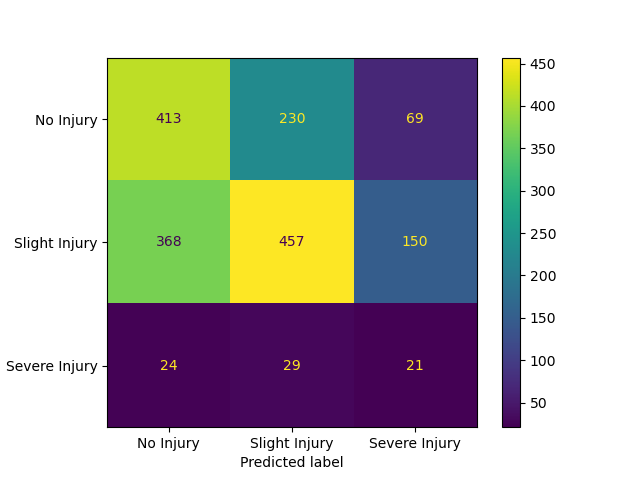 No Injury 413 230 69
Slight Injury 368 457 150
Severe Injury 24 29 21
No Injury Slight Injury Severe Injury
Predicted label
450
400
350
300
250
200
150
100
50